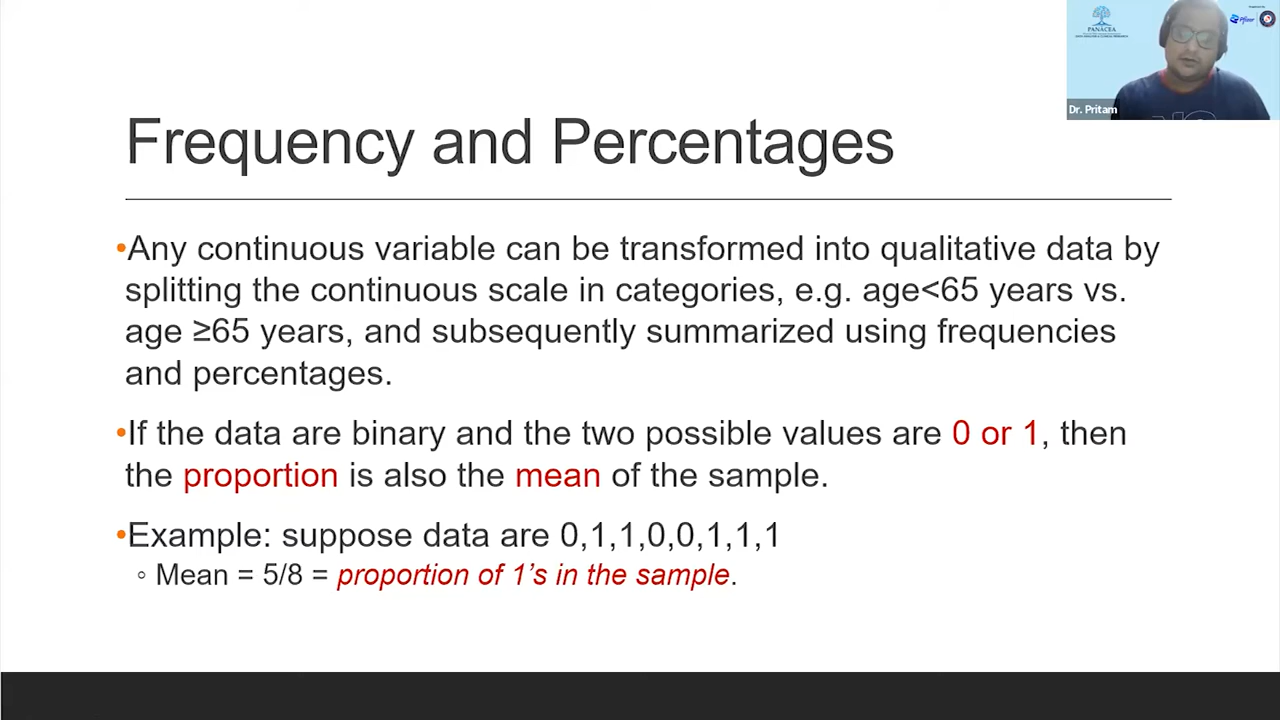 PANACEA
Pfizer
Dr. Pritam
Frequency and Percentages
•Any continuous variable can be transformed into qualitative data by
splitting the continuous scale in categories, e.g. age<65 years vs.
age ≥65 years, and subsequently summarized using frequencies
and percentages.
•If the data are binary and the two possible values are 0 or 1, then
the proportion is also the mean of the sample.
•Example: suppose data are 0,1,1,0,0,1,1,1
◦ Mean = 5/8 = proportion of 1’s in the sample.